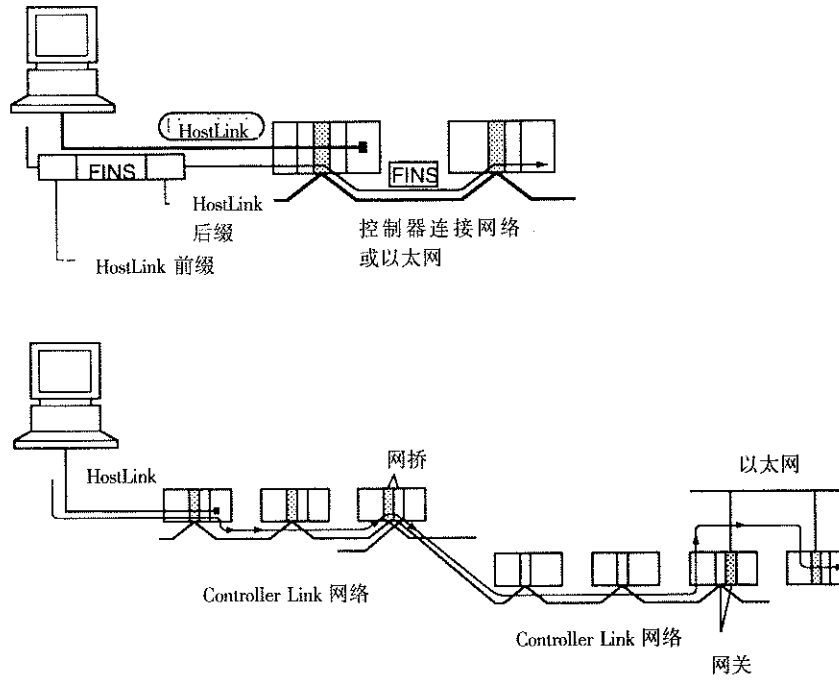 HostLink
FINS
FINS
HostLink
后缀
控制器连接网络
或以太网
HostLink 前缀
网桥
以太网
HostLink
Controller Link 网络
Controller Link 网络
网关